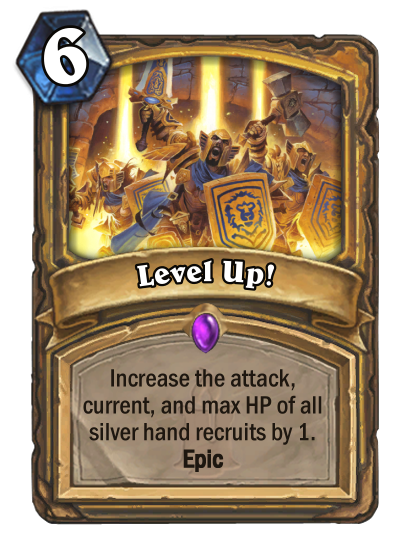 6
Level Up!
Increase the attack,
current, and max HP of all
silver hand recruits by 1.
Epic